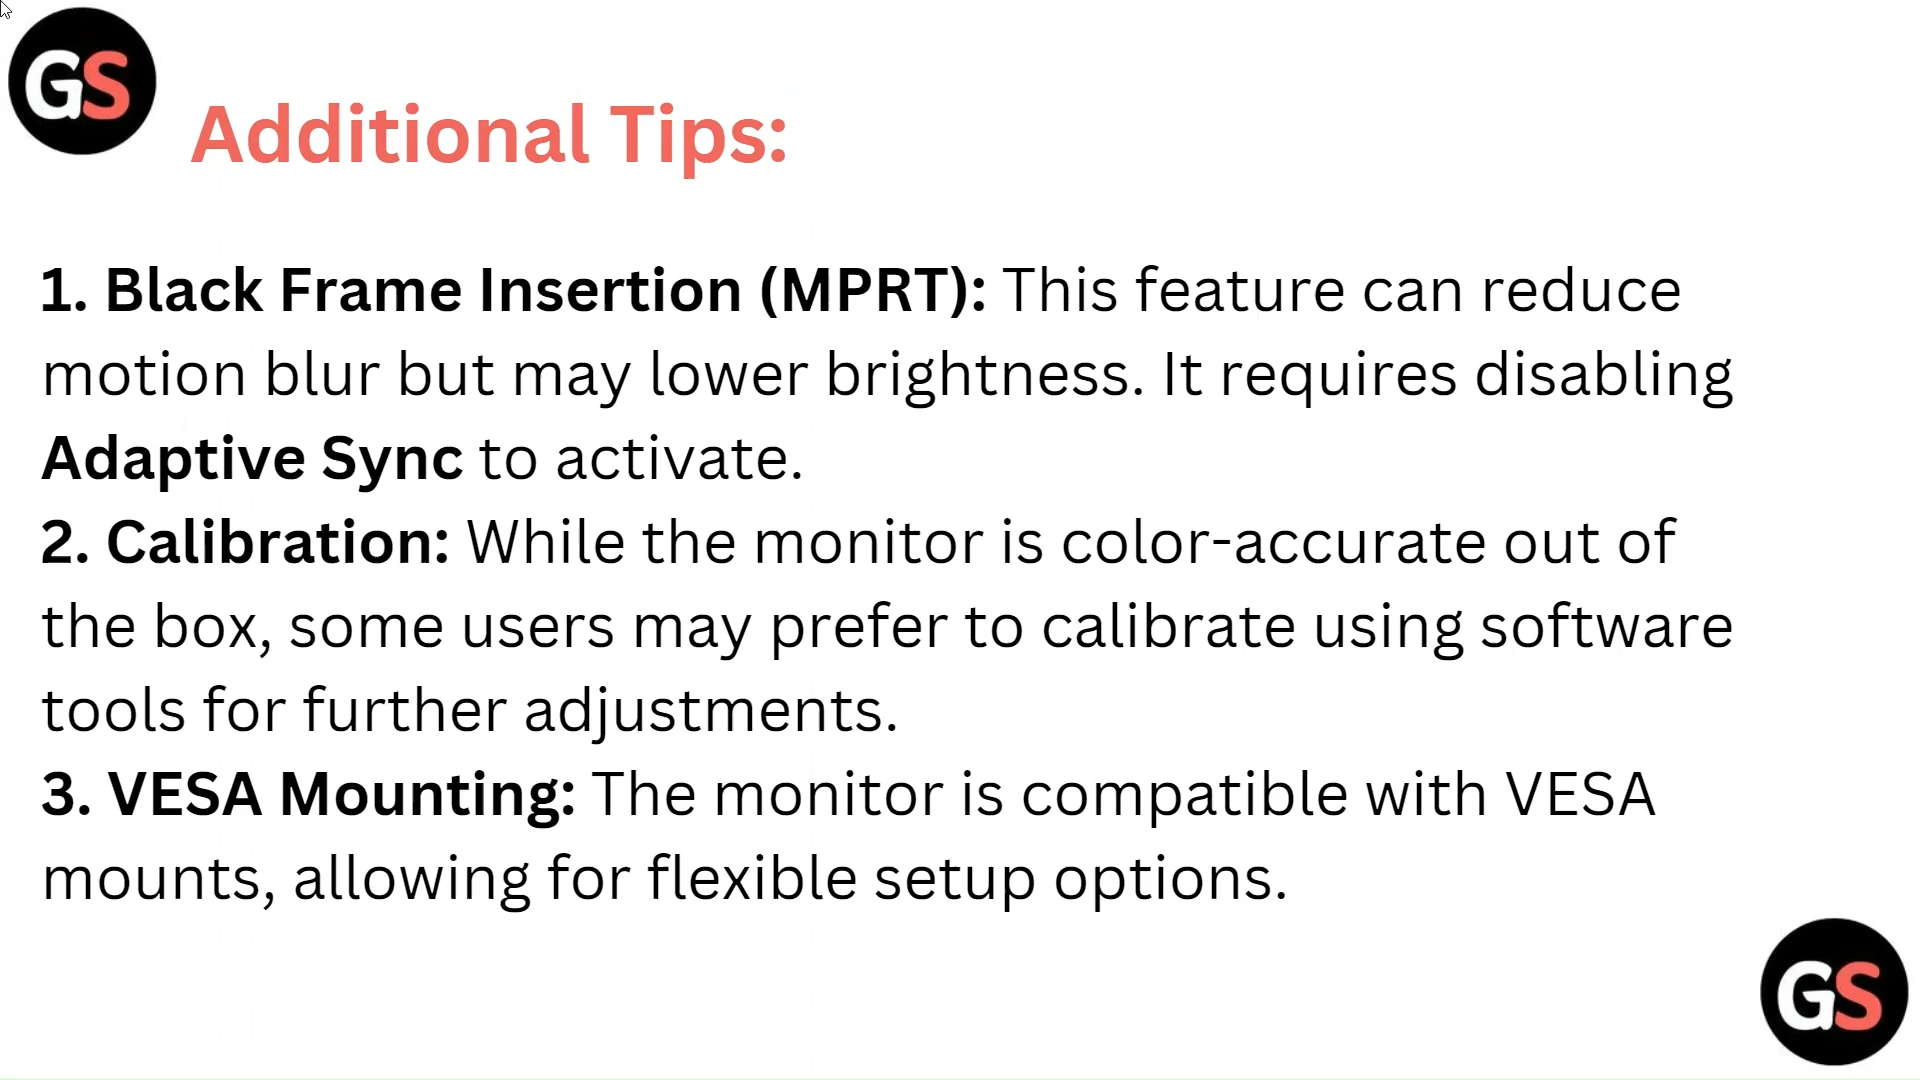 GS
Additional Tips:
1. Black Frame Insertion (MPRT): This feature can reduce
motion blur but may lower brightness. It requires disabling
Adaptive Sync to activate.
2. Calibration: While the monitor is color-accurate out of
the box, some users may prefer to calibrate using software
tools for further adjustments.
3. VESA Mounting: The monitor is compatible with VESA
mounts, allowing for flexible setup options.
GS